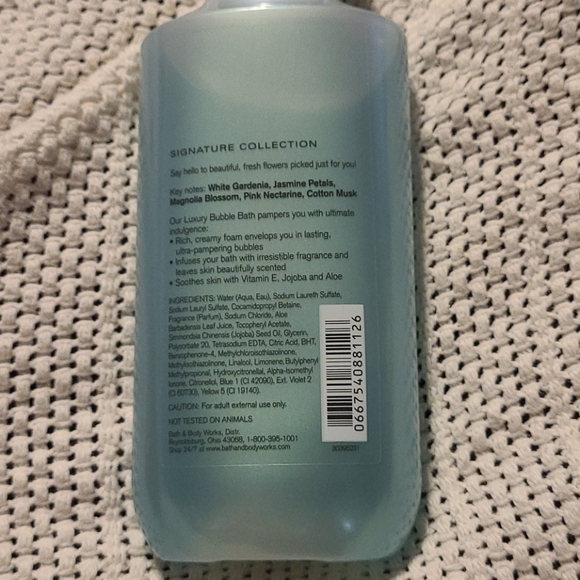 SIGNATURE COLLECTION
Say hello to beautiful, fresh flowers picked just for you!
Key notes: White Gardenia, Jasmine Petals,
Magnolia Blossom, Pink Nectarine, Cotton Musk
Our Luxury Bubble Bath pampers you with ultimate
indulgence:
• Rich, creamy foam envelops you in lasting,
ultra-pampering bubbles
• Infuses your bath with irresistible fragrance and
leaves skin beautifully scented
• Soothes skin with Vitamin E, Jojoba and Aloe
INGREDIENTS: Water (Aqua, Eau), Sodium Laureth Sulfate,
Sodium Lauryl Sulfate, Cocamidopropyl Betaine,
Fragrance (Parfum), Sodium Chloride, Aloe
Barbadensis Leaf Juice, Tocopheryl Acetate,
Simmondsia Chinensis (Jojoba) Seed Oil, Glycerin,
Polysorbate 20, Tetrasodium EDTA, Citric Acid, BHT,
Benzophenone-4, Methylchloroisothiazolinone,
Methylisothiazolinone, Linalool, Limonene, Butylphenyl
Methylpropional, Hydroxycitronellal, Alpha-Isomethyl
Ionone, Citronellol, Blue 1 (CI 42090), Ext. Violet 2
(CI 60730), Yellow 5 (CI 19140).
CAUTION: For adult external use only.
NOT TESTED ON ANIMALS
Bath & Body Works, Distr.
Reynoldsburg, Ohio 43068, 1-800-395-1001
Shop 24/7 at www.bathandbodyworks.com
0667540881126